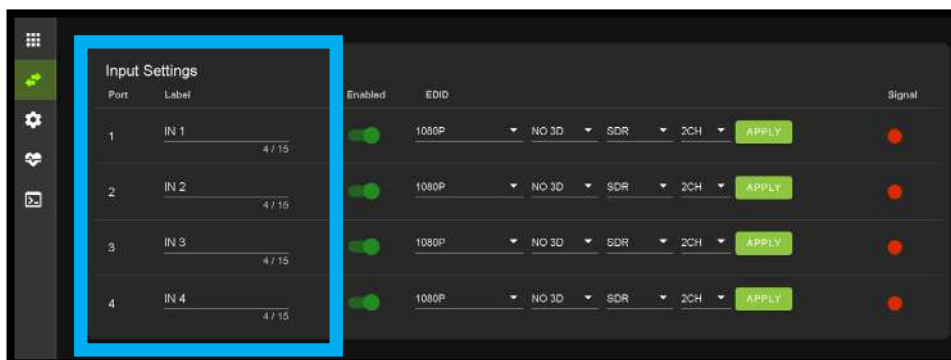 Input Settings
Port Label Enabled EDID Signal
1 IN 1 1080P NO 3D SDR 2CH APPLY
4 / 15
2 IN 2 1080P NO 3D SDR 2CH APPLY
4 / 15
3 IN 3 1080P NO 3D SDR 2CH APPLY
4 / 15
4 IN 4 1080P NO 3D SDR 2CH APPLY
4 / 15